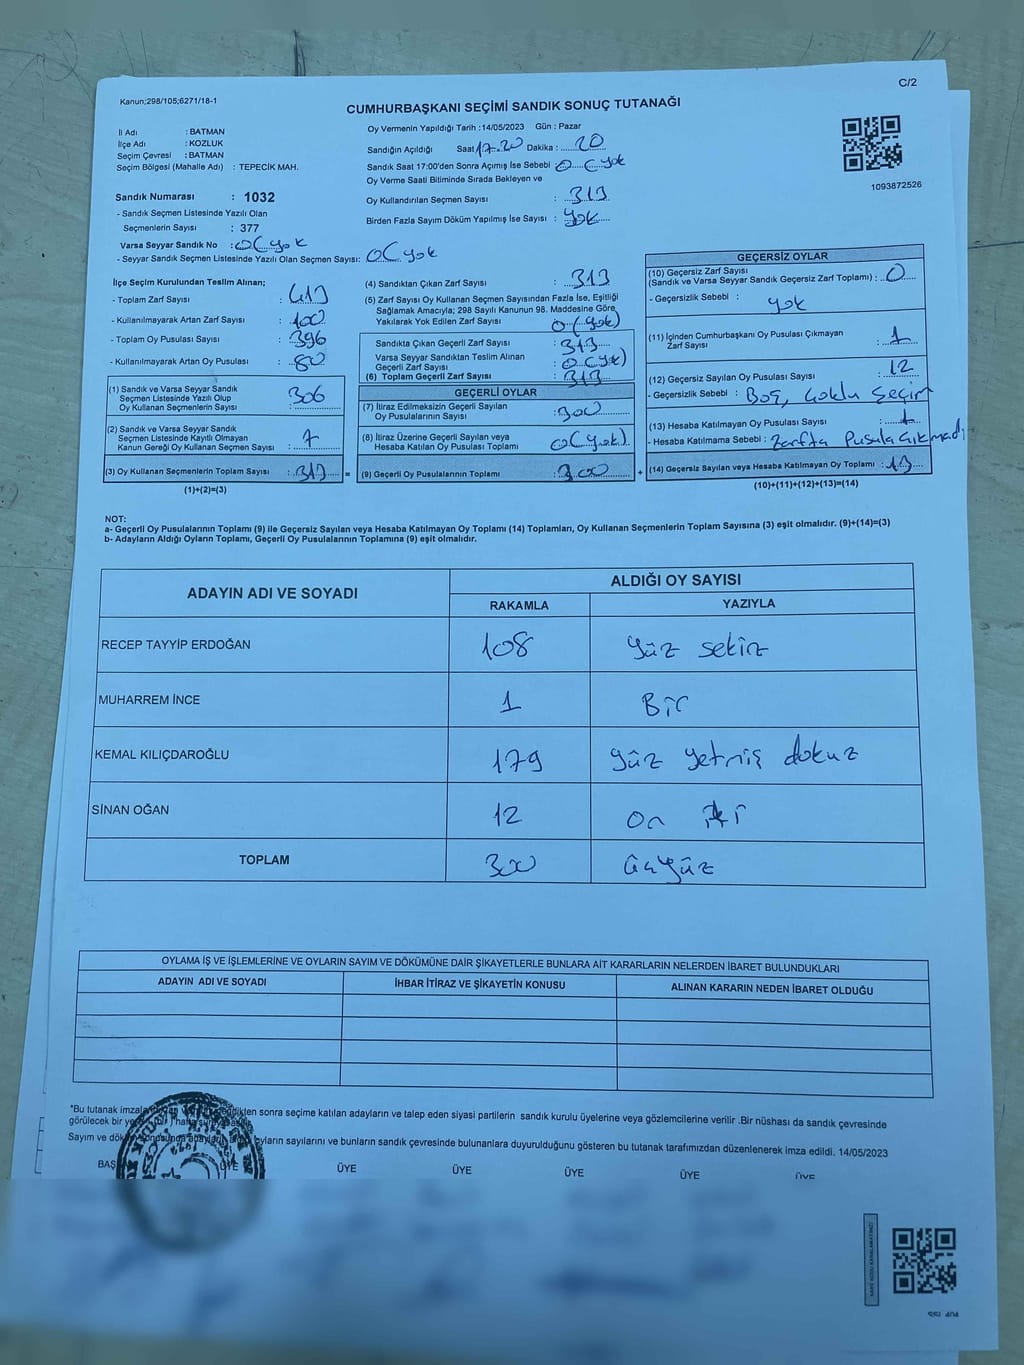 C/2
Kanun;298/105;6271/18-1
CUMHURBAŞKANI SEÇİMİ SANDIK SONUÇ TUTANAĞI
İl Adı : BATMAN
İlçe Adı : KOZLUK
Seçim Çevresi : BATMAN
Seçim Bölgesi (Mahalle Adı) : TEPECİK MAH.
Sandık Numarası : 1032
- Sandık Seçmen Listesinde Yazılı Olan
Seçmenlerin Sayısı : 377
Varsa Seyyar Sandık No : 0(yok
- Seyyar Sandık Seçmen Listesinde Yazılı Olan Seçmen Sayısı: 0(yok
Oy Vermenin Yapıldığı Tarih :14/05/2023 Gün : Pazar
Sandığın Açıldığı Saat 17.20 Dakika : 20
Sandık Saat 17:00'den Sonra Açımış İse Sebebi 0(yok
Oy Verme Saati Bitiminde Sırada Bekleyen ve
Oy Kullandırılan Seçmen Sayısı : 313
Birden Fazla Sayım Döküm Yapılmış İse Sayısı : yok
1093872526
İlçe Seçim Kurulundan Teslim Alınan;
- Toplam Zarf Sayısı : 413
- Kullanılmayarak Artan Zarf Sayısı : 100
- Toplam Oy Pusulası Sayısı : 396
- Kullanılmayarak Artan Oy Pusulası : 80
(1) Sandık ve Varsa Seyyar Sandık
Seçmen Listesinde Yazılı Olup
Oy Kullanan Seçmenlerin Sayısı : 306
(2) Sandık ve Varsa Seyyar Sandık
Seçmen Listesinde Kayıtlı Olmayan
Kanun Gereği Oy Kullanan Seçmen Sayısı : 7
(3) Oy Kullanan Seçmenlerin Toplam Sayısı : 313 =
(1)+(2)=(3)
(4) Sandıktan Çıkan Zarf Sayısı : 313
(5) Zarf Sayısı Oy Kullanan Seçmen Sayısından Fazla İse, Eşitliği
Sağlamak Amacıyla; 298 Sayılı Kanunun 98. Maddesine Göre
Yakılarak Yok Edilen Zarf Sayısı : 0(yok)
Sandıkta Çıkan Geçerli Zarf Sayısı : 313
Varsa Seyyar Sandıktan Teslim Alınan
Geçerli Zarf Sayısı : 0(yok)
(6) Toplam Geçerli Zarf Sayısı : 313
GEÇERLİ OYLAR
(7) İtiraz Edilmeksizin Geçerli Sayılan
Oy Pusulalarının Sayısı : 300
(8) İtiraz Üzerine Geçerli Sayılan veya
Hesaba Katılan Oy Pusulası Toplamı : 0(yok)
(9) Geçerli Oy Pusulalarının Toplamı : 300 +
GEÇERSİZ OYLAR
(10) Geçersiz Zarf Sayısı
(Sandık ve Varsa Seyyar Sandık Geçersiz Zarf Toplamı) : 0
- Geçersizlik Sebebi : yok
(11) İçinden Cumhurbaşkanı Oy Pusulası Çıkmayan
Zarf Sayısı : 1
(12) Geçersiz Sayılan Oy Pusulası Sayısı : 12
- Geçersizlik Sebebi : Boş, Çoklu Seçim
(13) Hesaba Katılmayan Oy Pusulası Sayısı :
- Hesaba Katılmama Sebebi : Zarfta Pusula Çıkmadı
(14) Geçersiz Sayılan veya Hesaba Katılmayan Oy Toplamı : 13
(10)+(11)+(12)+(13)=(14)
NOT:
a- Geçerli Oy Pusulalarının Toplamı (9) ile Geçersiz Sayılan veya Hesaba Katılmayan Oy Toplamı (14) Toplamları, Oy Kullanan Seçmenlerin Toplam Sayısına (3) eşit olmalıdır. (9)+(14)=(3)
b- Adayların Aldığı Oyların Toplamı, Geçerli Oy Pusulalarının Toplamına (9) eşit olmalıdır.
ADAYIN ADI VE SOYADI ALDIĞI OY SAYISI
RAKAMLA YAZIYLA
RECEP TAYYİP ERDOĞAN 108 Yüz sekiz
MUHARREM İNCE 1 Bir
KEMAL KILIÇDAROĞLU 179 yüz yetmiş dokuz
SİNAN OĞAN 12 On iki
TOPLAM 300 üçyüz
OYLAMA İŞ VE İŞLEMLERİNE VE OYLARIN SAYIM VE DÖKÜMÜNE DAİR ŞİKAYETLERLE BUNLARA AİT KARARLARIN NELERDEN İBARET BULUNDUKLARI
ADAYIN ADI VE SOYADI İHBAR İTİRAZ VE ŞİKAYETİN KONUSU ALINAN KARARIN NEDEN İBARET OLDUĞU
"Bu tutanak sonra seçime katılan adayların ve talep eden siyasi partilerin sandık kurulu üyelerine veya gözlemcilerine verilir .Bir nüshası da sandık çevresinde
görülecek bir
Sayım ve oyların sayılarını ve bunların sandık çevresinde bulunanlara duyurulduğunu gösteren bu tutanak tarafımızdan düzenlenerek imza edildi. 14/05/2023
ÜYE ÜYE ÜYE ÜYE ÜYE ÜYE